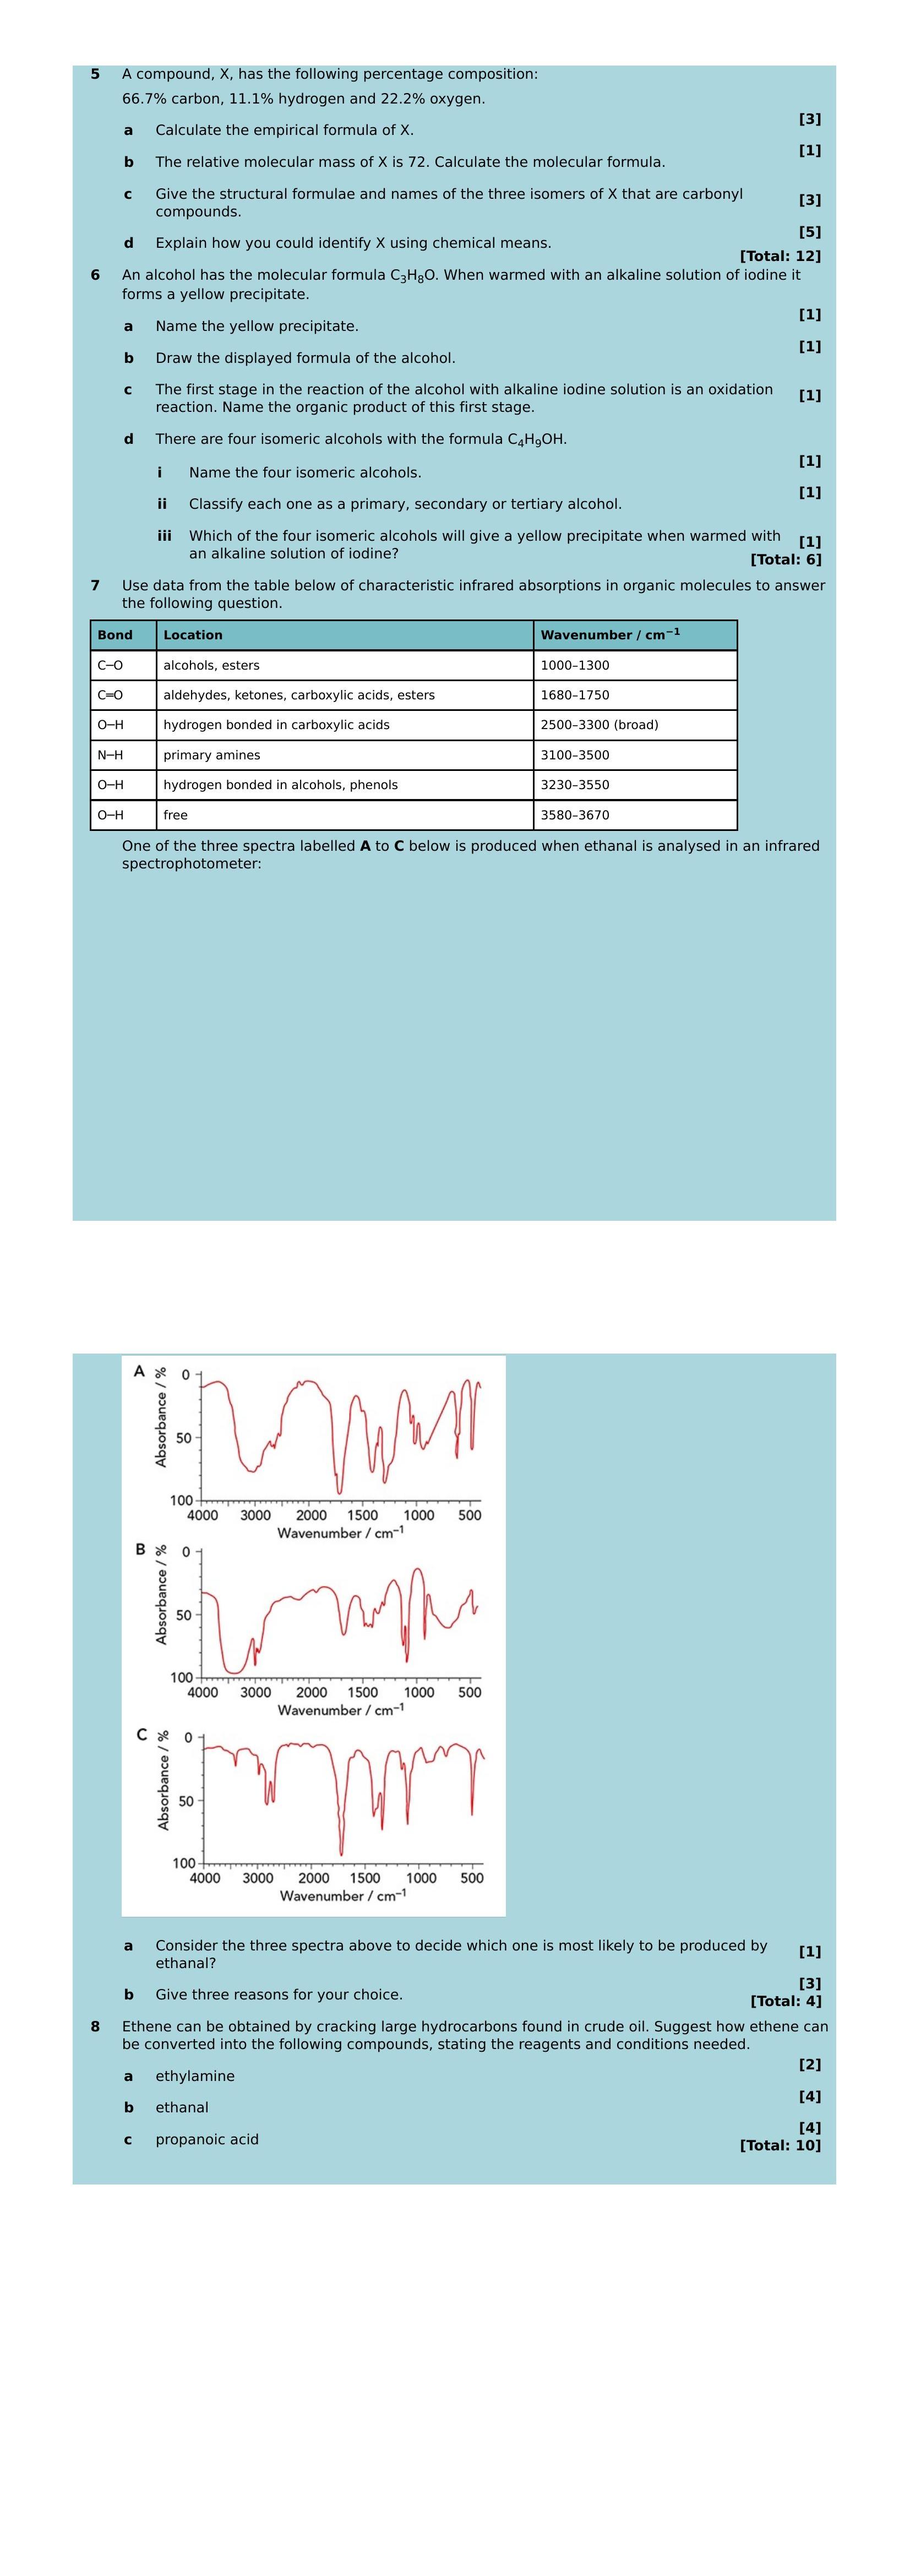 5 A compound, X, has the following percentage composition:
66.7% carbon, 11.1% hydrogen and 22.2% oxygen.
a Calculate the empirical formula of X. [3]
b The relative molecular mass of X is 72. Calculate the molecular formula. [1]
c Give the structural formulae and names of the three isomers of X that are carbonyl
compounds. [3]
d Explain how you could identify X using chemical means. [5]
[Total: 12]
6 An alcohol has the molecular formula C₃H₈O. When warmed with an alkaline solution of iodine it
forms a yellow precipitate.
a Name the yellow precipitate. [1]
b Draw the displayed formula of the alcohol. [1]
c The first stage in the reaction of the alcohol with alkaline iodine solution is an oxidation
reaction. Name the organic product of this first stage. [1]
d There are four isomeric alcohols with the formula C₄H₉OH.
i Name the four isomeric alcohols. [1]
ii Classify each one as a primary, secondary or tertiary alcohol. [1]
iii Which of the four isomeric alcohols will give a yellow precipitate when warmed with
an alkaline solution of iodine? [1]
[Total: 6]
7 Use data from the table below of characteristic infrared absorptions in organic molecules to answer
the following question.
Bond Location Wavenumber / cm⁻¹
C─O alcohols, esters 1000–1300
C═O aldehydes, ketones, carboxylic acids, esters 1680–1750
O─H hydrogen bonded in carboxylic acids 2500–3300 (broad)
N─H primary amines 3100–3500
O─H hydrogen bonded in alcohols, phenols 3230–3550
O─H free 3580–3670
One of the three spectra labelled A to C below is produced when ethanal is analysed in an infrared
spectrophotometer:
A
Absorbance / %
0
50
100
4000 3000 2000 1500 1000 500
Wavenumber / cm⁻¹
B
Absorbance / %
0
50
100
4000 3000 2000 1500 1000 500
Wavenumber / cm⁻¹
C
Absorbance / %
0
50
100
4000 3000 2000 1500 1000 500
Wavenumber / cm⁻¹
a Consider the three spectra above to decide which one is most likely to be produced by
ethanal? [1]
b Give three reasons for your choice. [3]
[Total: 4]
8 Ethene can be obtained by cracking large hydrocarbons found in crude oil. Suggest how ethene can
be converted into the following compounds, stating the reagents and conditions needed.
a ethylamine [2]
b ethanal [4]
c propanoic acid [4]
[Total: 10]